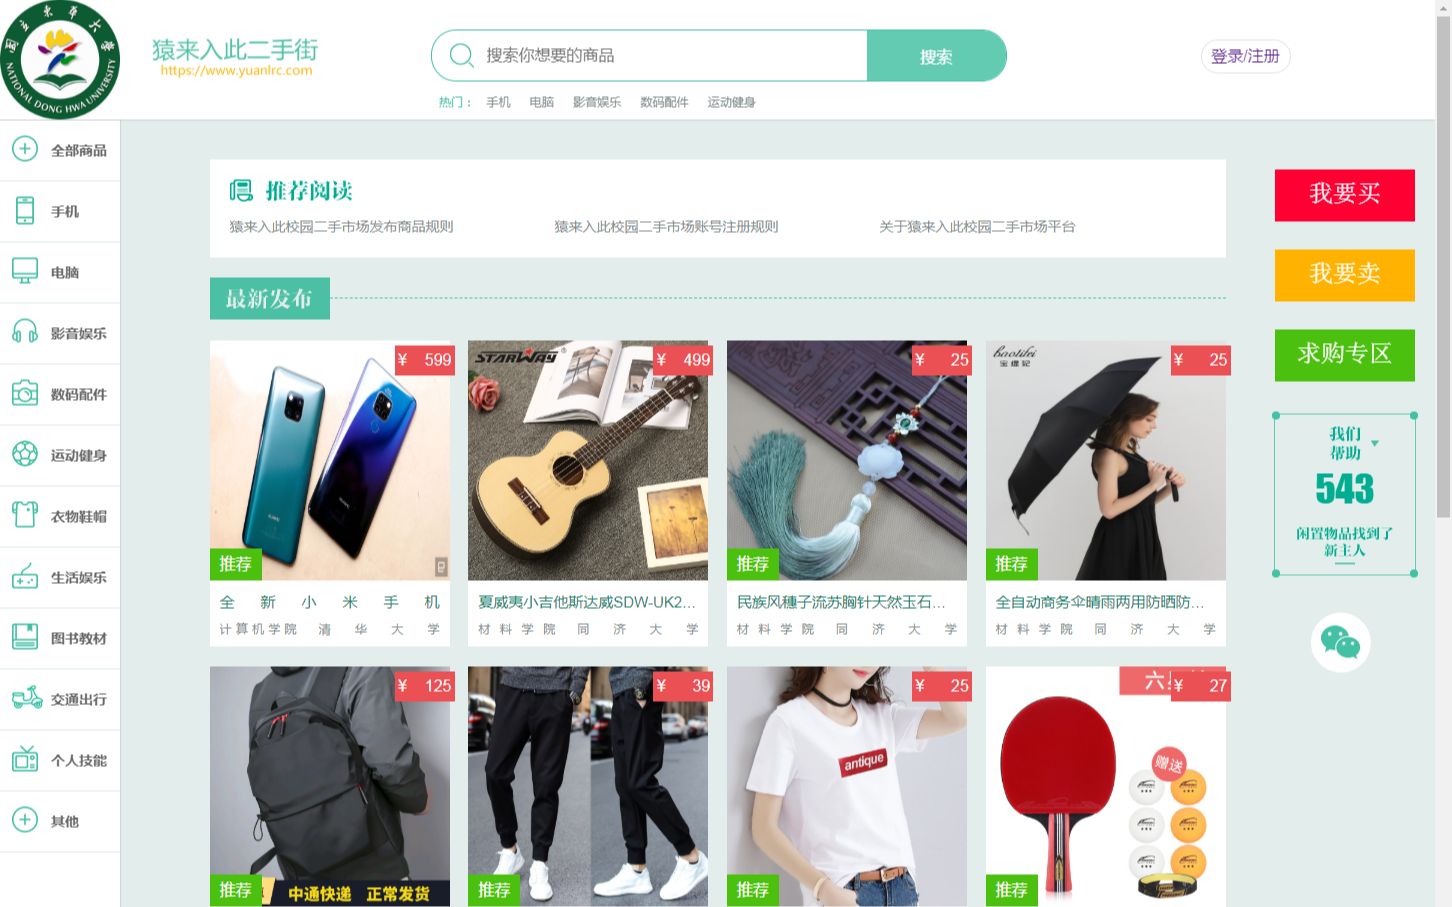 國立東華大學
NATIONAL DONG HWA UNIVERSITY
猿来入此二手街
https://www.yuanlrc.com
搜索你想要的商品
搜索
登录/注册
热门：
手机
电脑
影音娱乐
数码配件
运动健身
全部商品
手机
电脑
影音娱乐
数码配件
运动健身
衣物鞋帽
生活娱乐
图书教材
交通出行
个人技能
其他
推荐阅读
猿来入此校园二手市场发布商品规则
猿来入此校园二手市场账号注册规则
关于猿来入此校园二手市场平台
最新发布
¥ 599
推荐
全新小米手机
计算机学院 清华大学
STARWAY
¥ 499
推荐
夏威夷小吉他斯达威SDW-UK2...
材料学院 同济大学
¥ 25
推荐
民族风穗子流苏胸针天然玉石...
材料学院 同济大学
baotilei
宝缇记
¥ 25
推荐
全自动商务伞晴雨两用防晒防...
材料学院 同济大学
¥ 125
推荐
中通快递 正常发货
¥ 39
推荐
¥ 25
antique
推荐
六
¥ 27
赠送
推荐
我要买
我要卖
求购专区
我们
帮助
543
闲置物品找到了
新主人